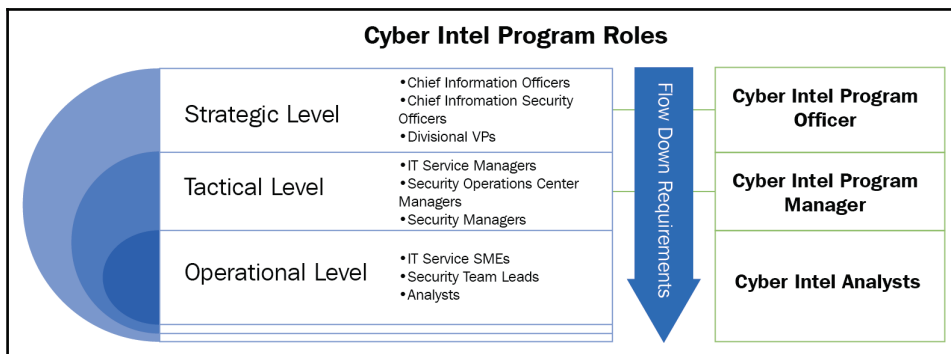 Cyber Intel Program Roles
Strategic Level
•Chief Information Officers
•Chief Infromation Security
Officers
•Divisional VPs
Tactical Level
•IT Service Managers
•Security Operations Center
Managers
•Security Managers
Operational Level
•IT Service SMEs
•Security Team Leads
•Analysts
Flow Down Requirements
Cyber Intel Program
Officer
Cyber Intel Program
Manager
Cyber Intel Analysts